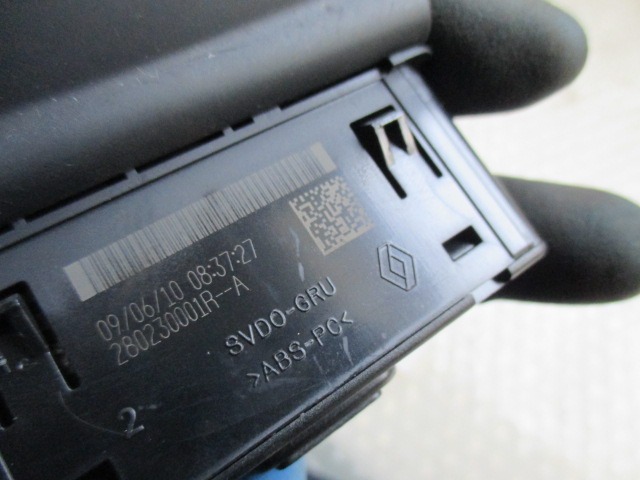 09/06/10 08:37:27
280230001R--A
SVDO-GRU
>ABS-PC<
2